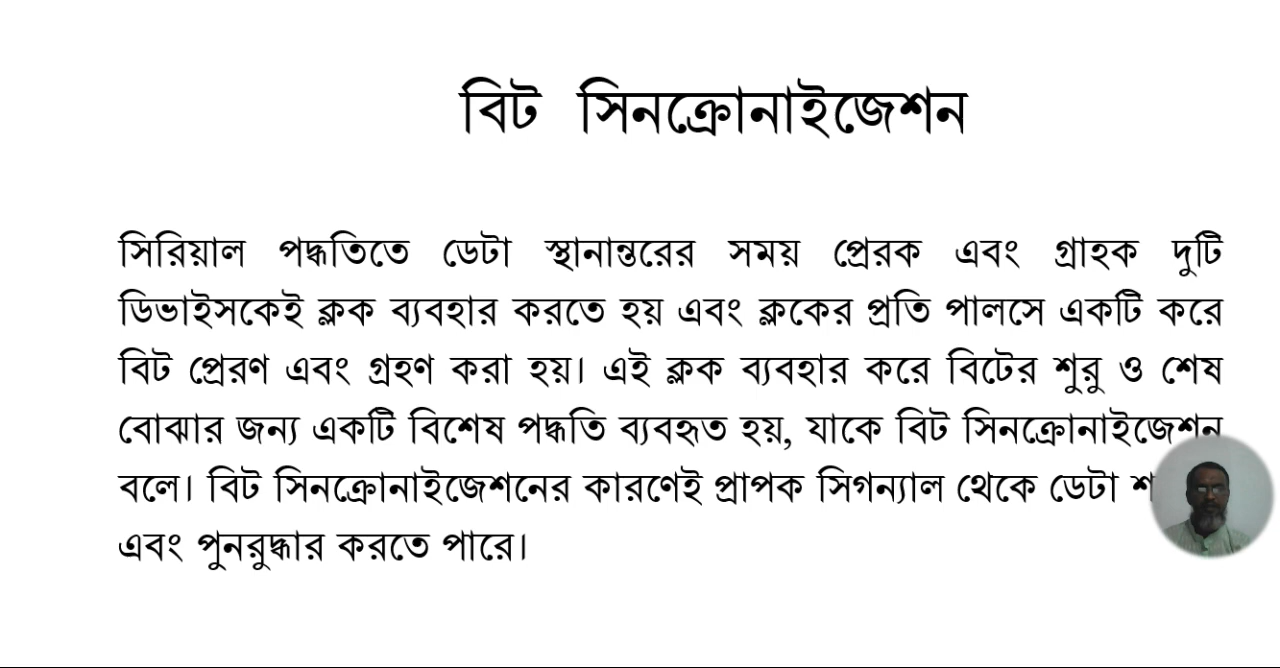 বিট সিনক্রোনাইজেশন
সিরিয়াল পদ্ধতিতে ডেটা স্থানান্তরের সময় প্রেরক এবং গ্রাহক দুটি
ডিভাইসকেই ক্লক ব্যবহার করতে হয় এবং ক্লকের প্রতি পালসে একটি করে
বিট প্রেরণ এবং গ্রহণ করা হয়। এই ক্লক ব্যবহার করে বিটের শুরু ও শেষ
বোঝার জন্য একটি বিশেষ পদ্ধতি ব্যবহৃত হয়, যাকে বিট সিনক্রোনাইজেশন
বলে। বিট সিনক্রোনাইজেশনের কারণেই প্রাপক সিগন্যাল থেকে ডেটা
এবং পুনরুদ্ধার করতে পারে।